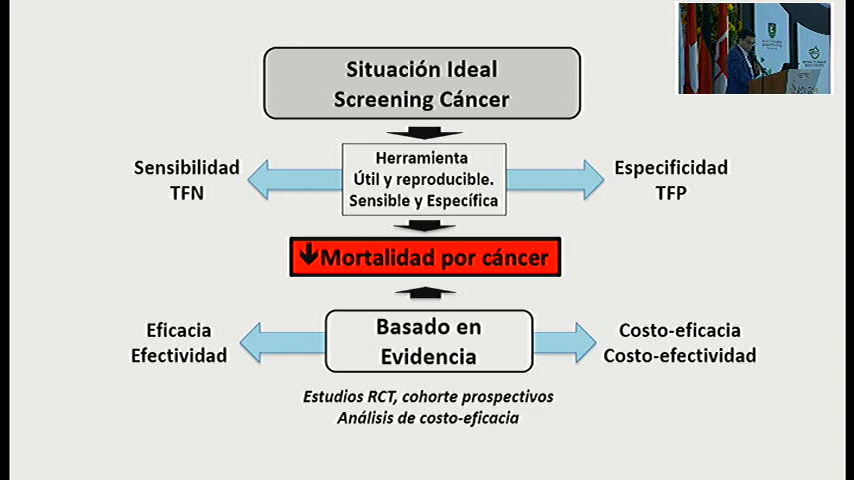 Situación Ideal
Screening Cáncer
Herramienta
Útil y reproducible.
Sensible y Específica
Sensibilidad
TFN
Especificidad
TFP
Mortalidad por cáncer
Basado en
Evidencia
Eficacia
Efectividad
Costo-eficacia
Costo-efectividad
Estudios RCT, cohorte prospectivos
Análisis de costo-eficacia